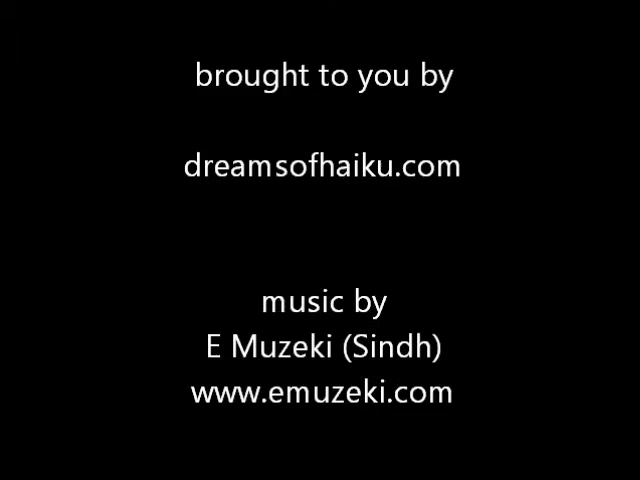 brought to you by
dreamsofhaiku.com
music by
E Muzeki (Sindh)
www.emuzeki.com